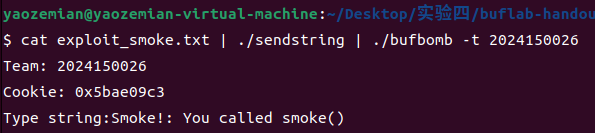 yaozemian@yaozemian-virtual-machine:~/Desktop/实验四/buflab-handou
$ cat exploit_smoke.txt | ./sendstring | ./bufbomb -t 2024150026
Team: 2024150026
Cookie: 0x5bae09c3
Type string:Smoke!: You called smoke()